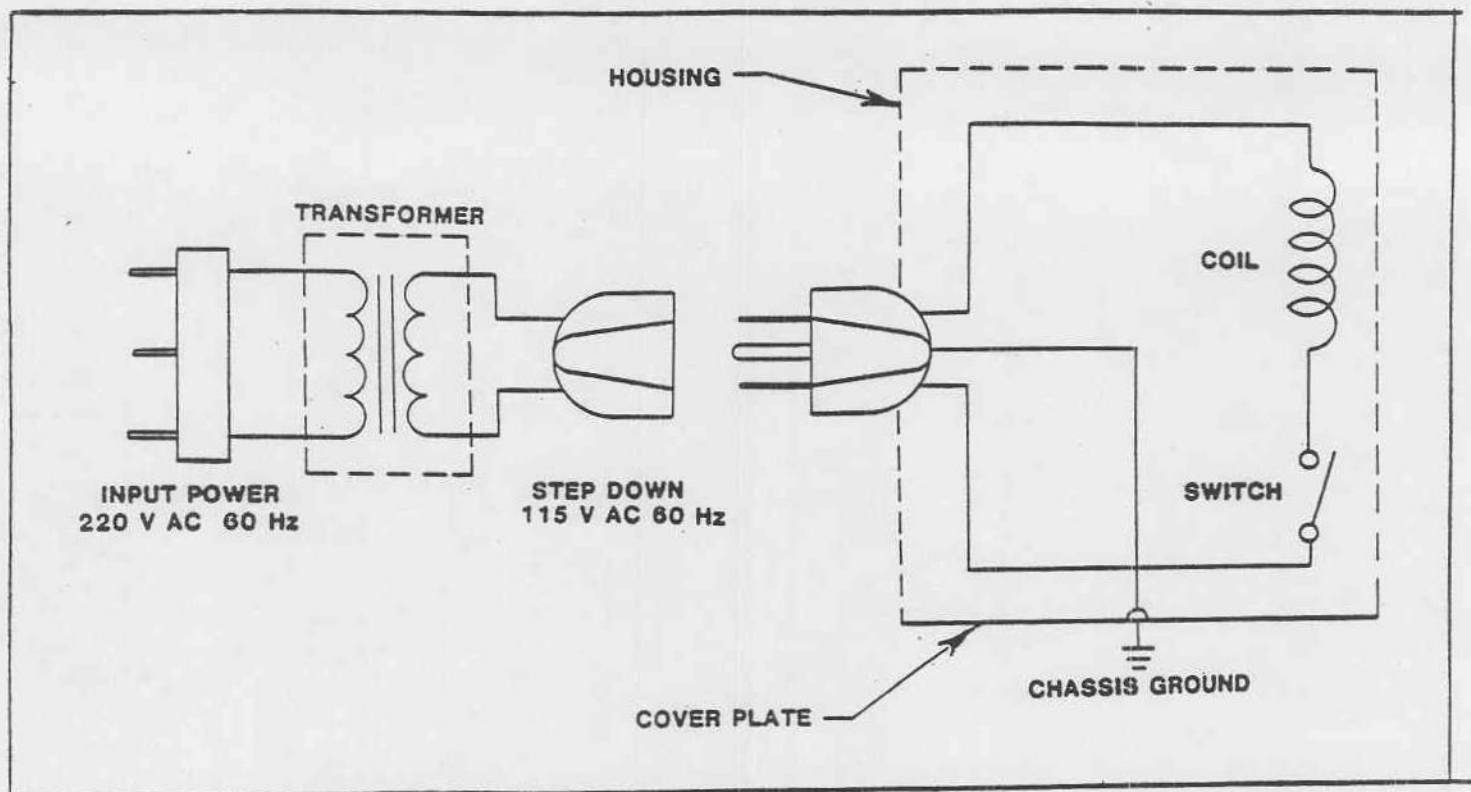 HOUSING
TRANSFORMER
COIL
SWITCH
INPUT POWER
220 V AC 60 Hz
STEP DOWN
115 V AC 60 Hz
CHASSIS GROUND
COVER PLATE